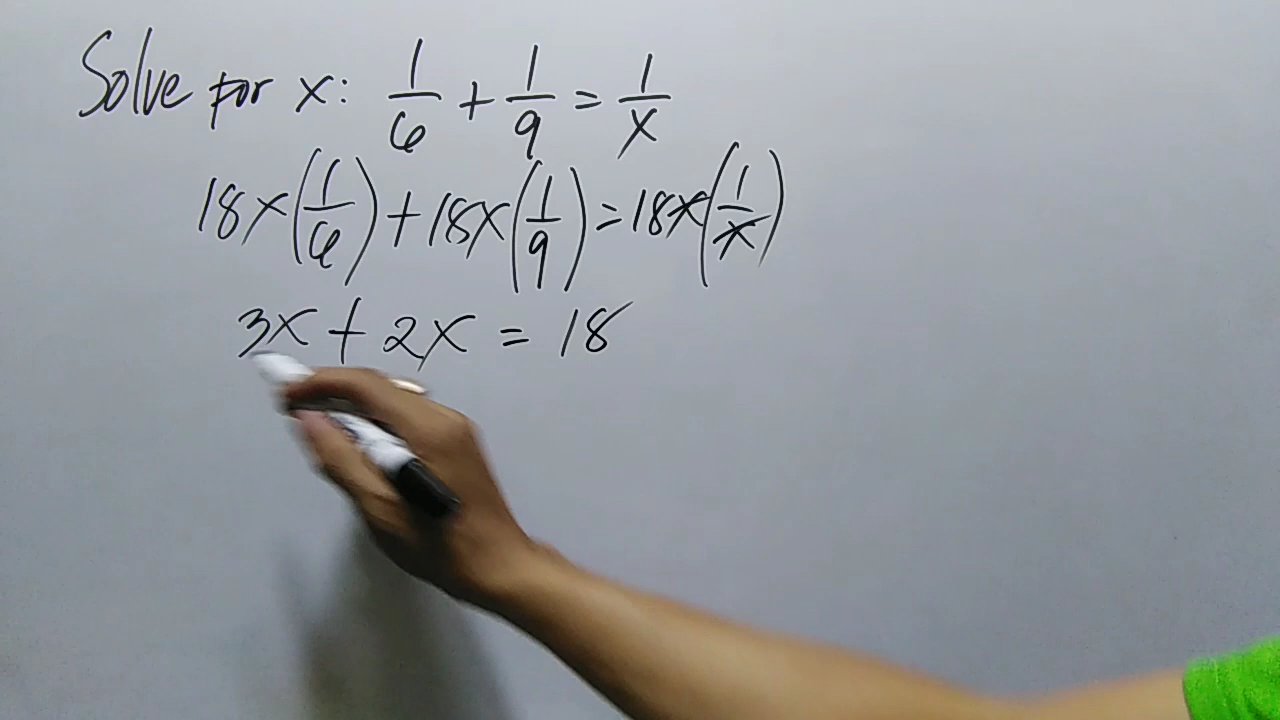 Solve for x: 1/6 + 1/9 = 1/x
18x(1/6) + 18x(1/9) = 18x(1/x)
3x + 2x = 18